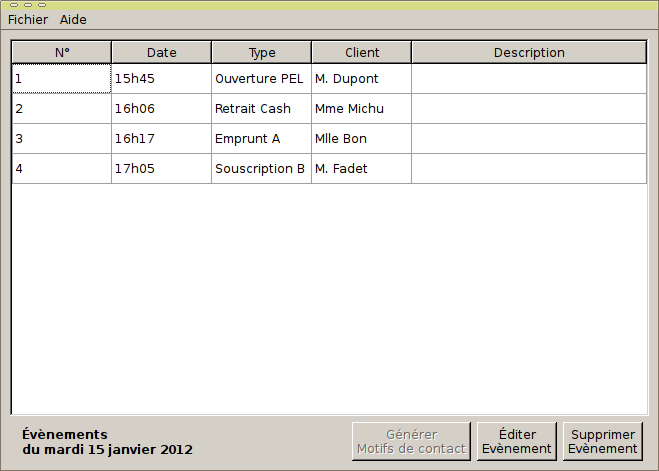 Fichier Aide
N° Date Type Client Description
1 15h45 Ouverture PEL M. Dupont
2 16h06 Retrait Cash Mme Michu
3 16h17 Emprunt A Mlle Bon
4 17h05 Souscription B M. Fadet
Évènements
du mardi 15 janvier 2012
Générer
Motifs de contact
Éditer
Evènement
Supprimer
Evènement